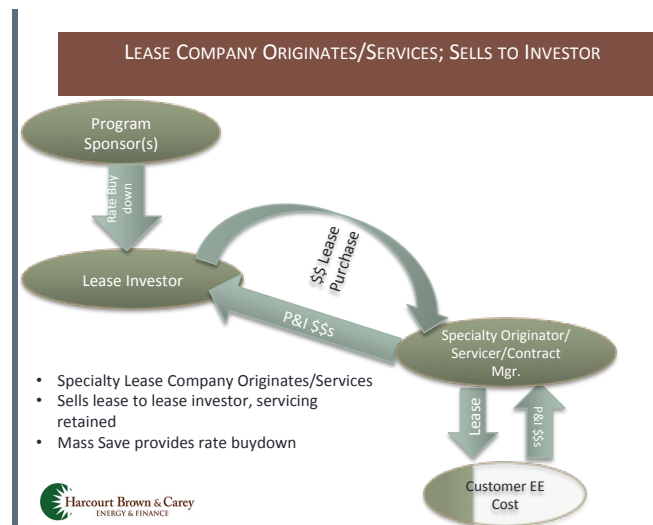 LEASE COMPANY ORIGINATES/SERVICES; SELLS TO INVESTOR
Program
Sponsor(s)
Rate Buy
down
Lease Investor
$$ Lease
Purchase
P&I $$s
Specialty Originator/
Servicer/Contract
Mgr.
• Specialty Lease Company Originates/Services
• Sells lease to lease investor, servicing
retained
• Mass Save provides rate buydown
Lease
P&I $$s
Customer EE
Cost
Harcourt Brown & Carey
ENERGY & FINANCE